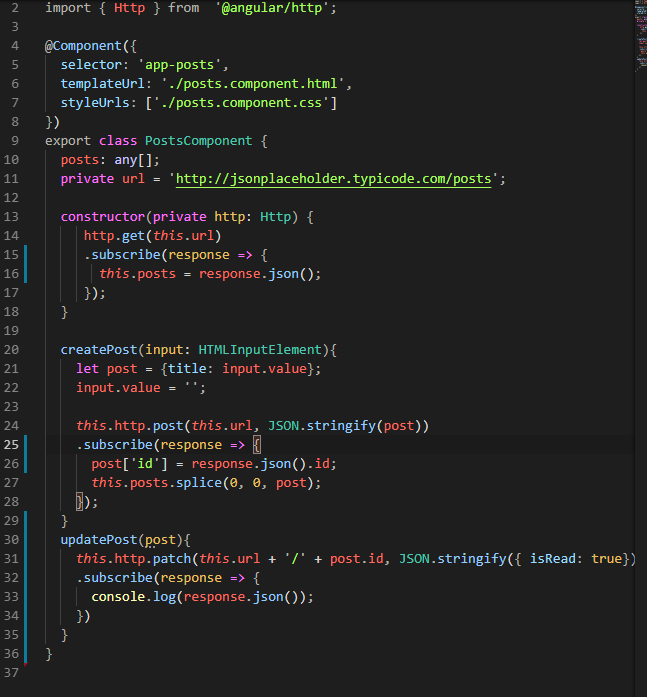 2 import { Http } from  '@angular/http';
3
4 @Component({
5   selector: 'app-posts',
6   templateUrl: './posts.component.html',
7   styleUrls: ['./posts.component.css']
8 })
9 export class PostsComponent {
10   posts: any[];
11   private url = 'http://jsonplaceholder.typicode.com/posts';
12
13   constructor(private http: Http) {
14      http.get(this.url)
15      .subscribe(response => {
16        this.posts = response.json();
17      });
18   }
19
20   createPost(input: HTMLInputElement){
21     let post = {title: input.value};
22     input.value = '';
23
24     this.http.post(this.url, JSON.stringify(post))
25     .subscribe(response => {
26       post['id'] = response.json().id;
27       this.posts.splice(0, 0, post);
28     });
29   }
30   updatePost(post){
31     this.http.patch(this.url + '/' + post.id, JSON.stringify({ isRead: true})
32     .subscribe(response => {
33       console.log(response.json());
34     })
35   }
36 }
37